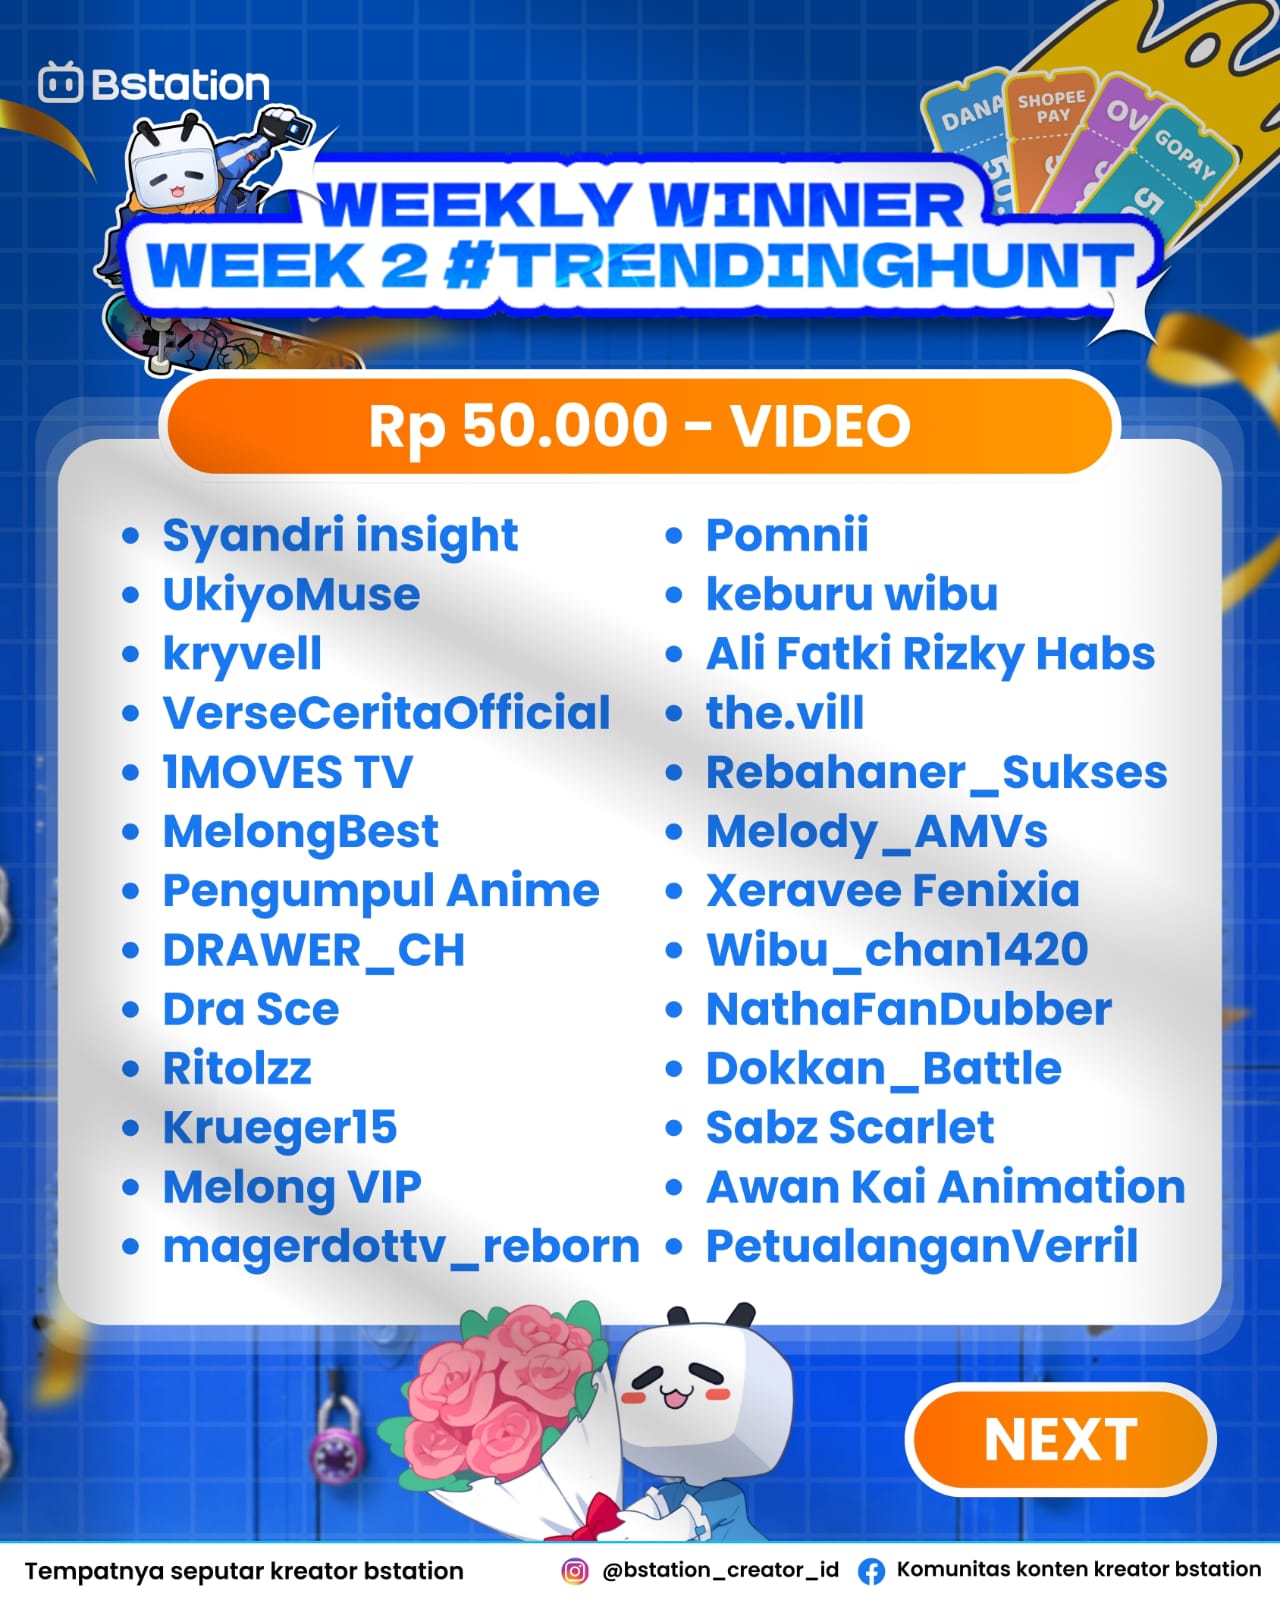 Bstation
DANA
SHOPEE
PAY
OV
GOPAY
50.
WEEKLY WINNER
WEEK 2 #TRENDINGHUNT
Rp 50.000 - VIDEO
Syandri insight
UkiyoMuse
kryvell
VerseCeritaOfficial
1MOVES TV
MelongBest
Pengumpul Anime
DRAWER_CH
Dra Sce
Ritolzz
Krueger15
Melong VIP
magerdottv_reborn
Pomnii
keburu wibu
Ali Fatki Rizky Habs
the.vill
Rebahaner_Sukses
Melody_AMVs
Xeravee Fenixia
Wibu_chan1420
NathaFanDubber
Dokkan_Battle
Sabz Scarlet
Awan Kai Animation
PetualanganVerril
NEXT
Tempatnya seputar kreator bstation
@bstation_creator_id
Komunitas konten kreator bstation